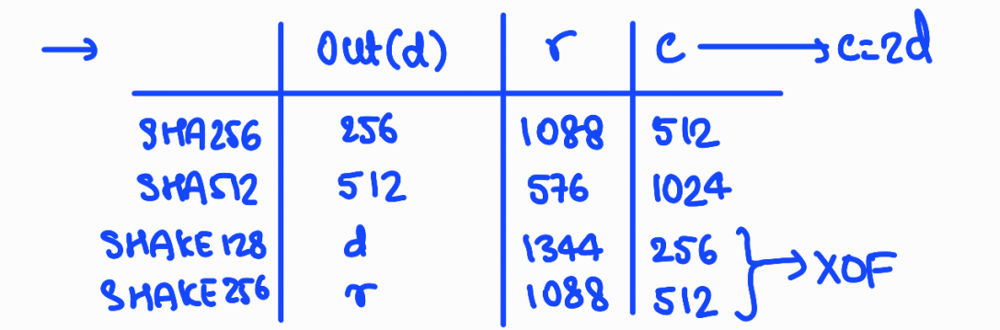 → out(d) r c → c=2d
SHA256 256 1088 512
SHA512 512 576 1024
SHAKE128 d 1344 256
SHAKE256 r 1088 512 } → XOF